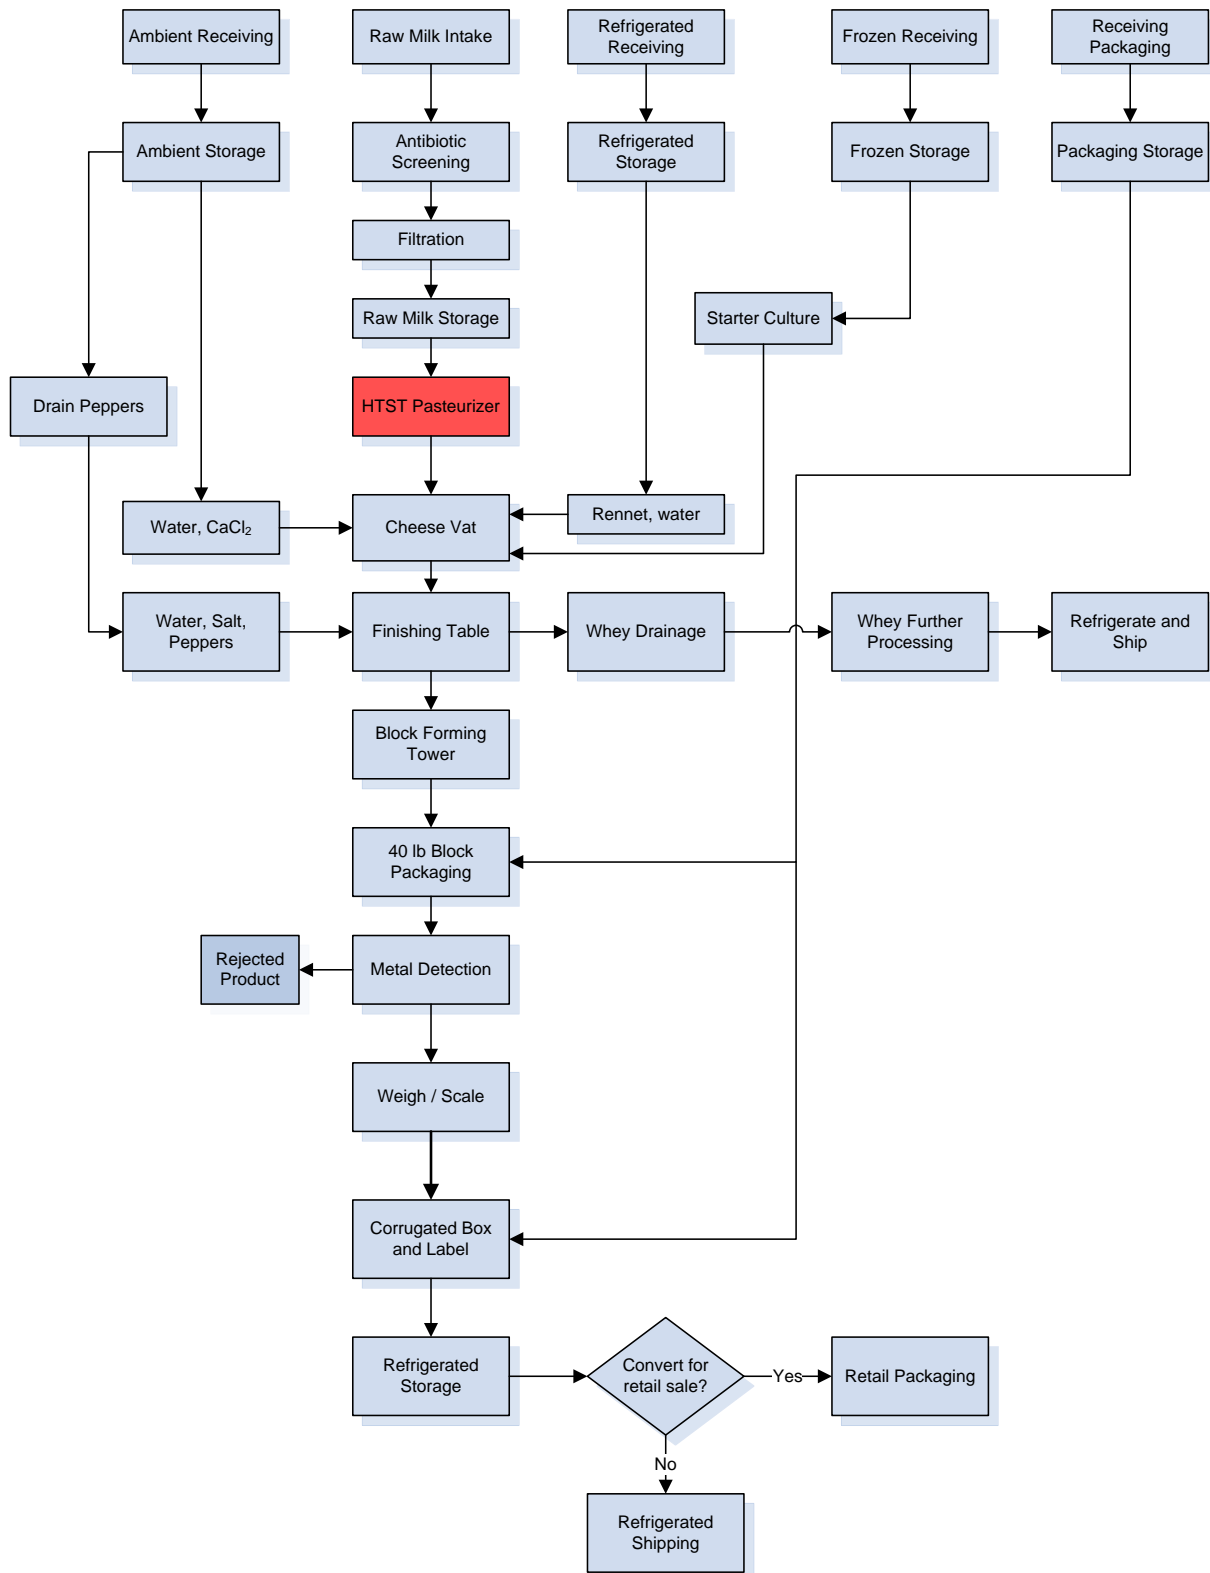 Ambient Receiving
Raw Milk Intake
Refrigerated
Receiving
Frozen Receiving
Receiving
Packaging
Ambient Storage
Antibiotic
Screening
Refrigerated
Storage
Frozen Storage
Packaging Storage
Filtration
Raw Milk Storage
Starter Culture
Drain Peppers
HTST Pasteurizer
Water, CaCl₂
Cheese Vat
Rennet, water
Water, Salt,
Peppers
Finishing Table
Whey Drainage
Whey Further
Processing
Refrigerate and
Ship
Block Forming
Tower
40 lb Block
Packaging
Rejected
Product
Metal Detection
Weigh / Scale
Corrugated Box
and Label
Refrigerated
Storage
Convert for
retail sale?
Yes
Retail Packaging
No
Refrigerated
Shipping